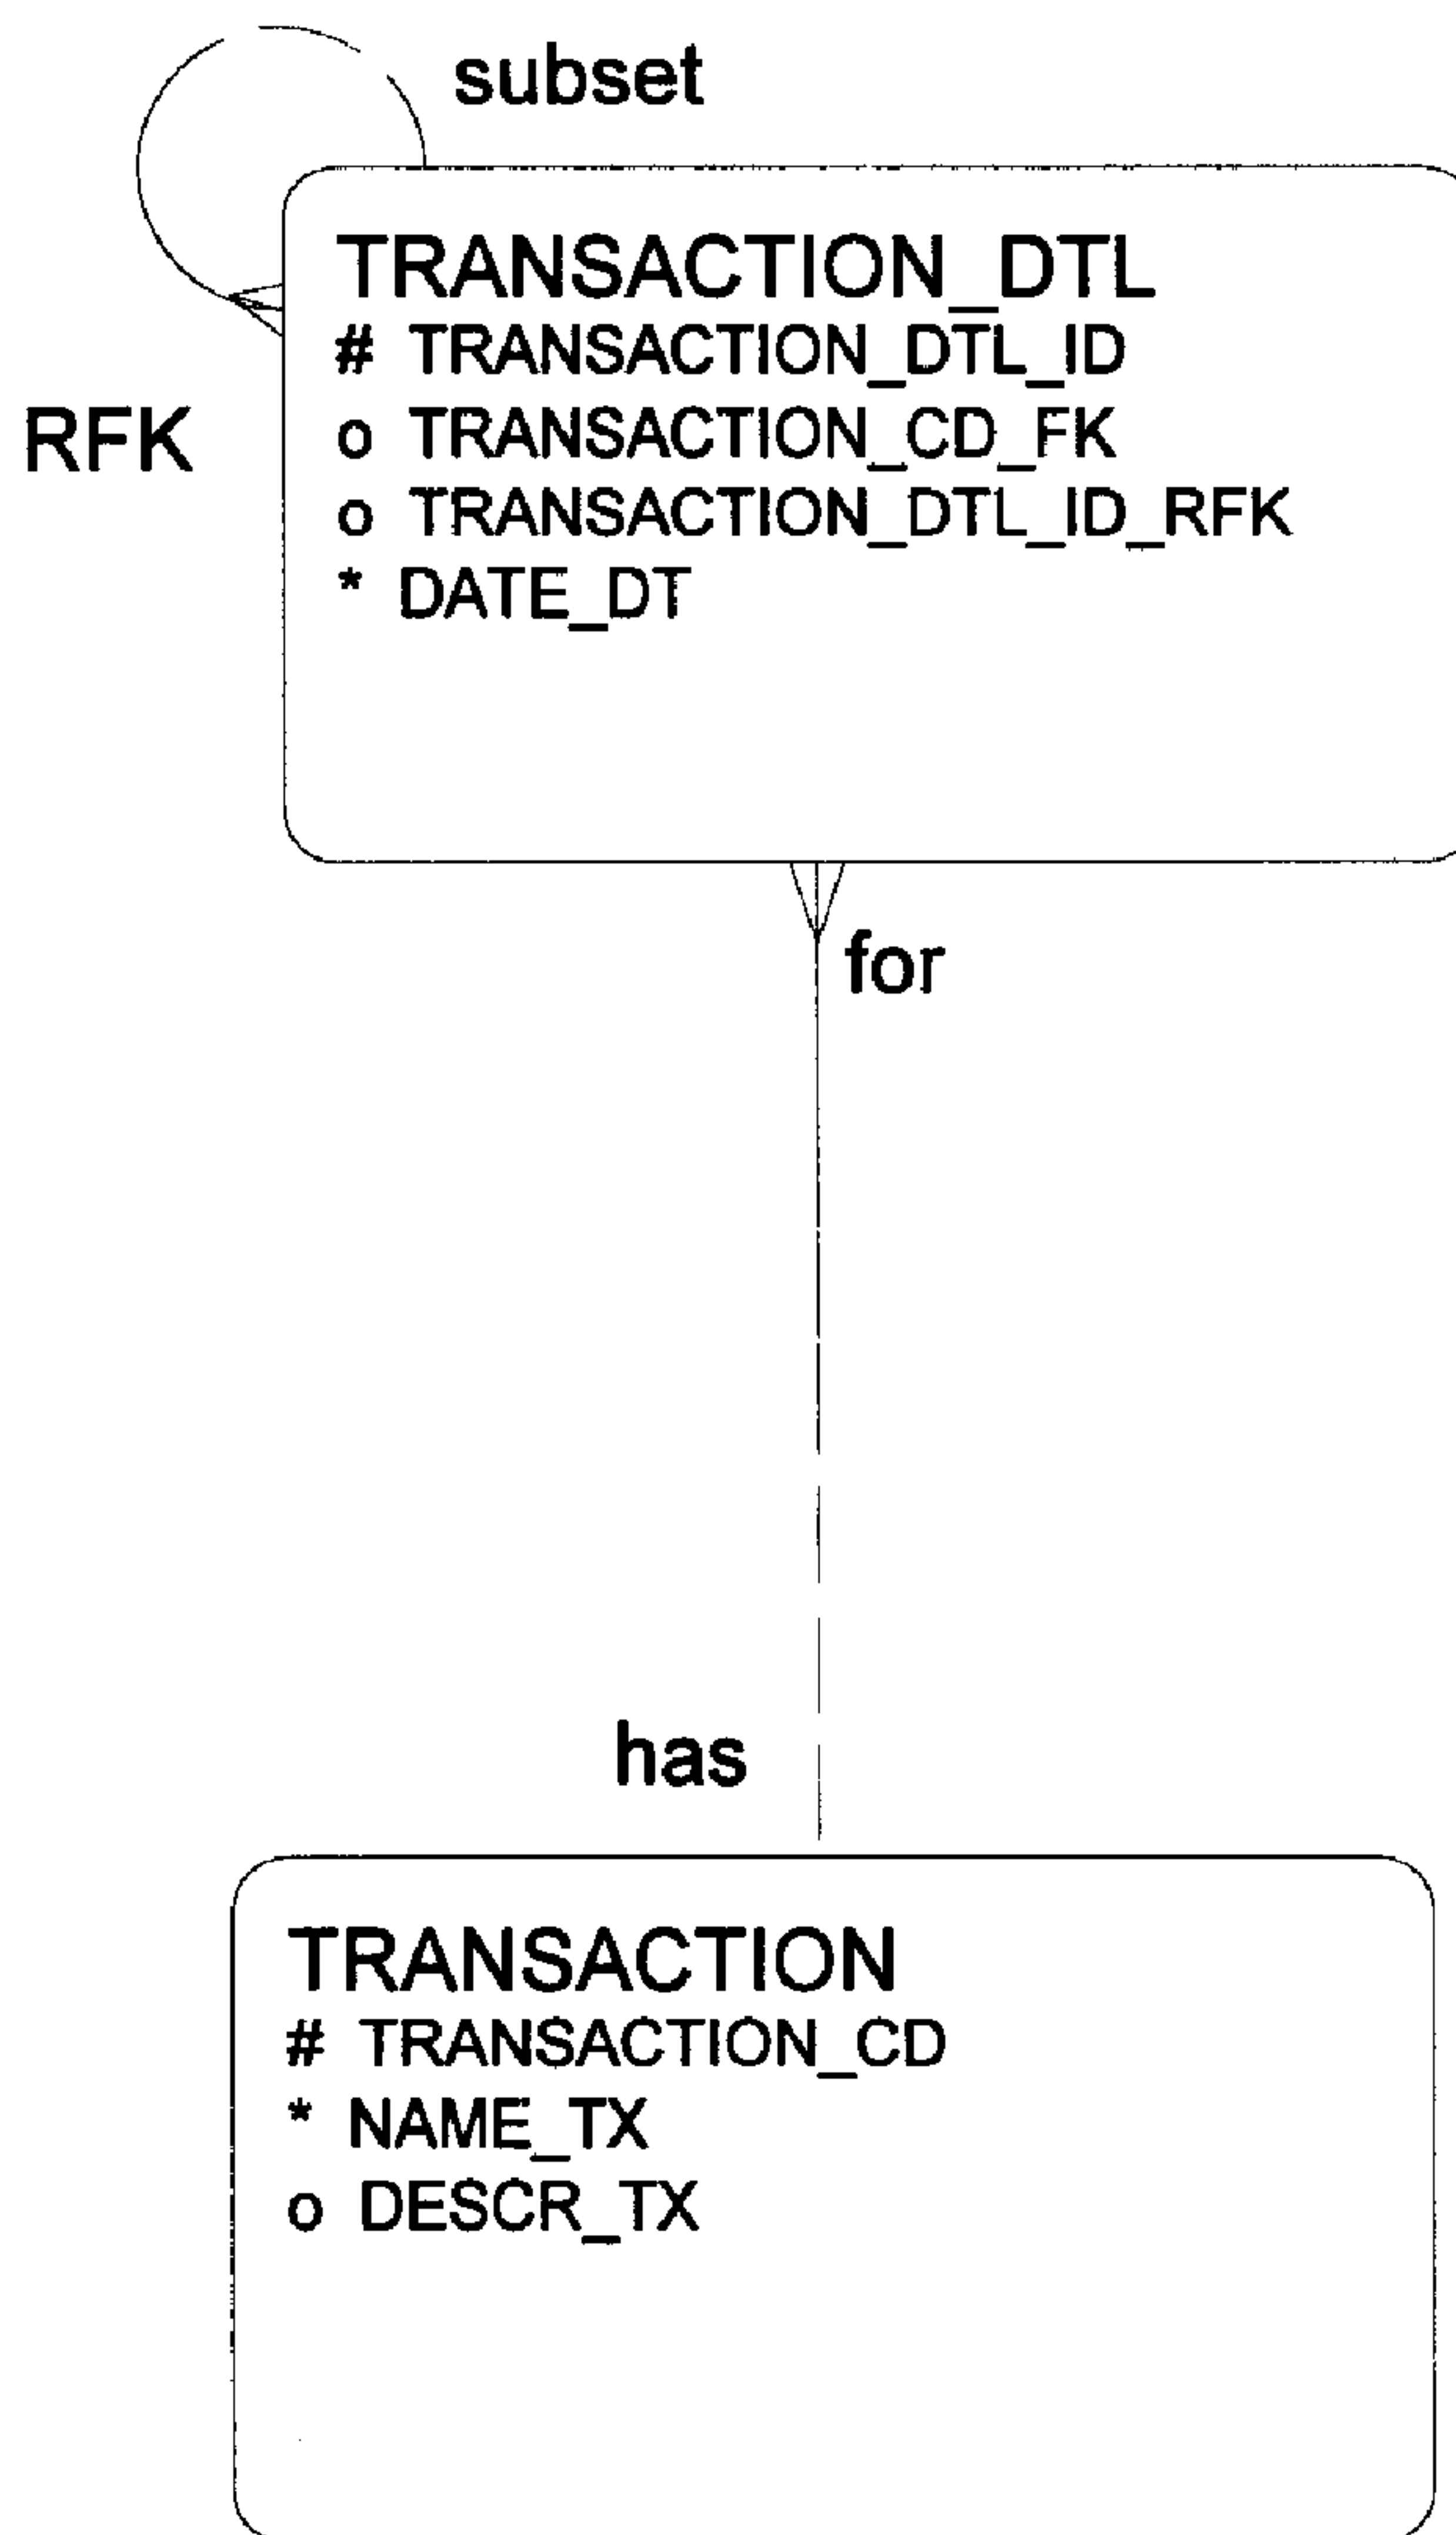 subset
TRANSACTION_DTL
# TRANSACTION_DTL_ID
o TRANSACTION_CD_FK
o TRANSACTION_DTL_ID_RFK
* DATE_DT
RFK
for
has
TRANSACTION
# TRANSACTION_CD
* NAME_TX
o DESCR_TX